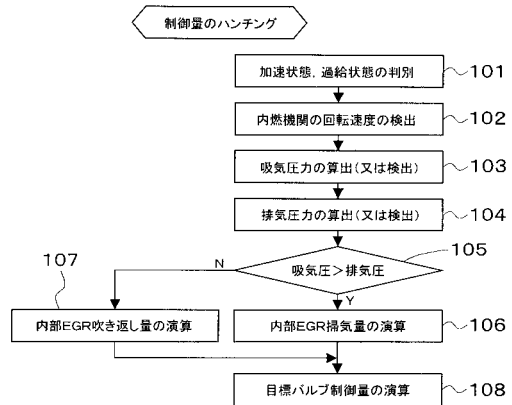 制御量のハンチング
加速状態，過給状態の判別
101
内燃機関の回転速度の検出
102
吸気圧力の算出(又は検出)
103
排気圧力の算出(又は検出)
104
105
吸気圧＞排気圧
N
Y
107
内部EGR吹き返し量の演算
内部EGR掃気量の演算
106
目標バルブ制御量の演算
108